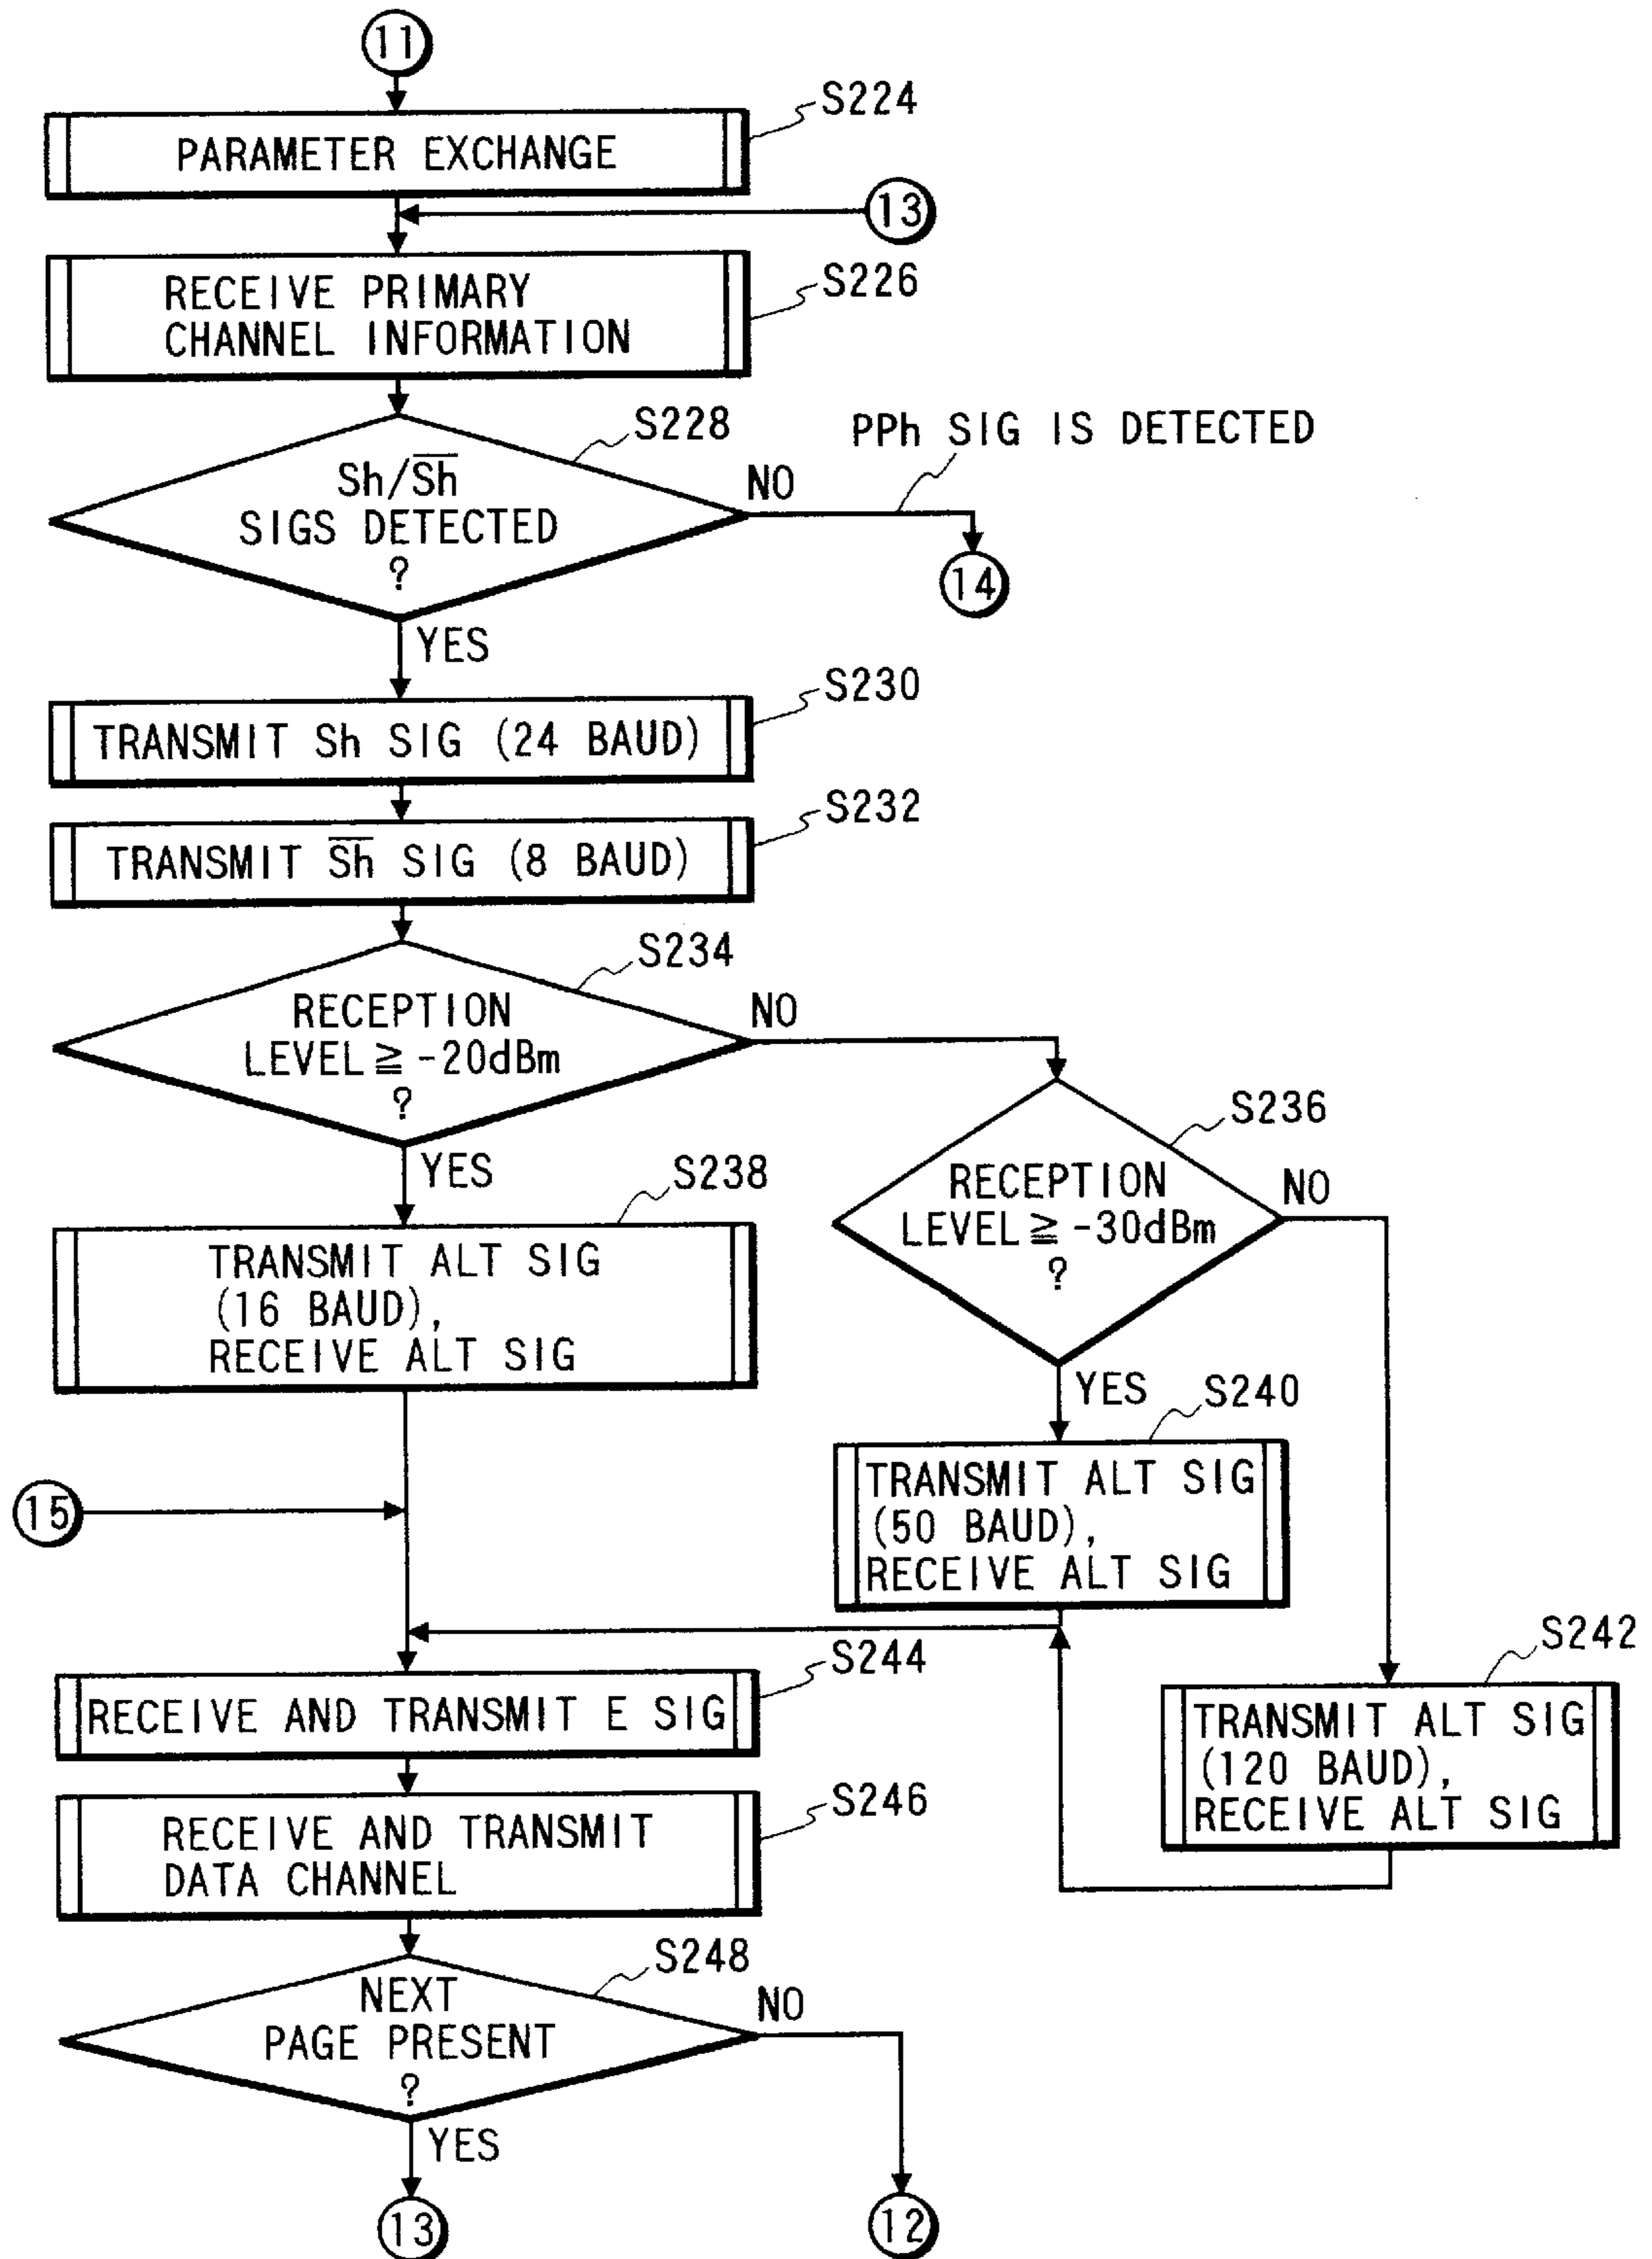 11
S224
PARAMETER EXCHANGE
13
S226
RECEIVE PRIMARY
CHANNEL INFORMATION
S228
PPh SIG IS DETECTED
Sh/S̅h̅
SIGS DETECTED
?
NO
14
YES
S230
TRANSMIT Sh SIG (24 BAUD)
S232
TRANSMIT S̅h̅ SIG (8 BAUD)
S234
RECEPTION
LEVEL ≧ -20dBm
?
NO
YES
S236
RECEPTION
LEVEL ≧ -30dBm
?
NO
YES
S238
TRANSMIT ALT SIG
(16 BAUD),
RECEIVE ALT SIG
S240
TRANSMIT ALT SIG
(50 BAUD),
RECEIVE ALT SIG
15
S242
TRANSMIT ALT SIG
(120 BAUD),
RECEIVE ALT SIG
S244
RECEIVE AND TRANSMIT E SIG
S246
RECEIVE AND TRANSMIT
DATA CHANNEL
S248
NEXT
PAGE PRESENT
?
NO
YES
13
12